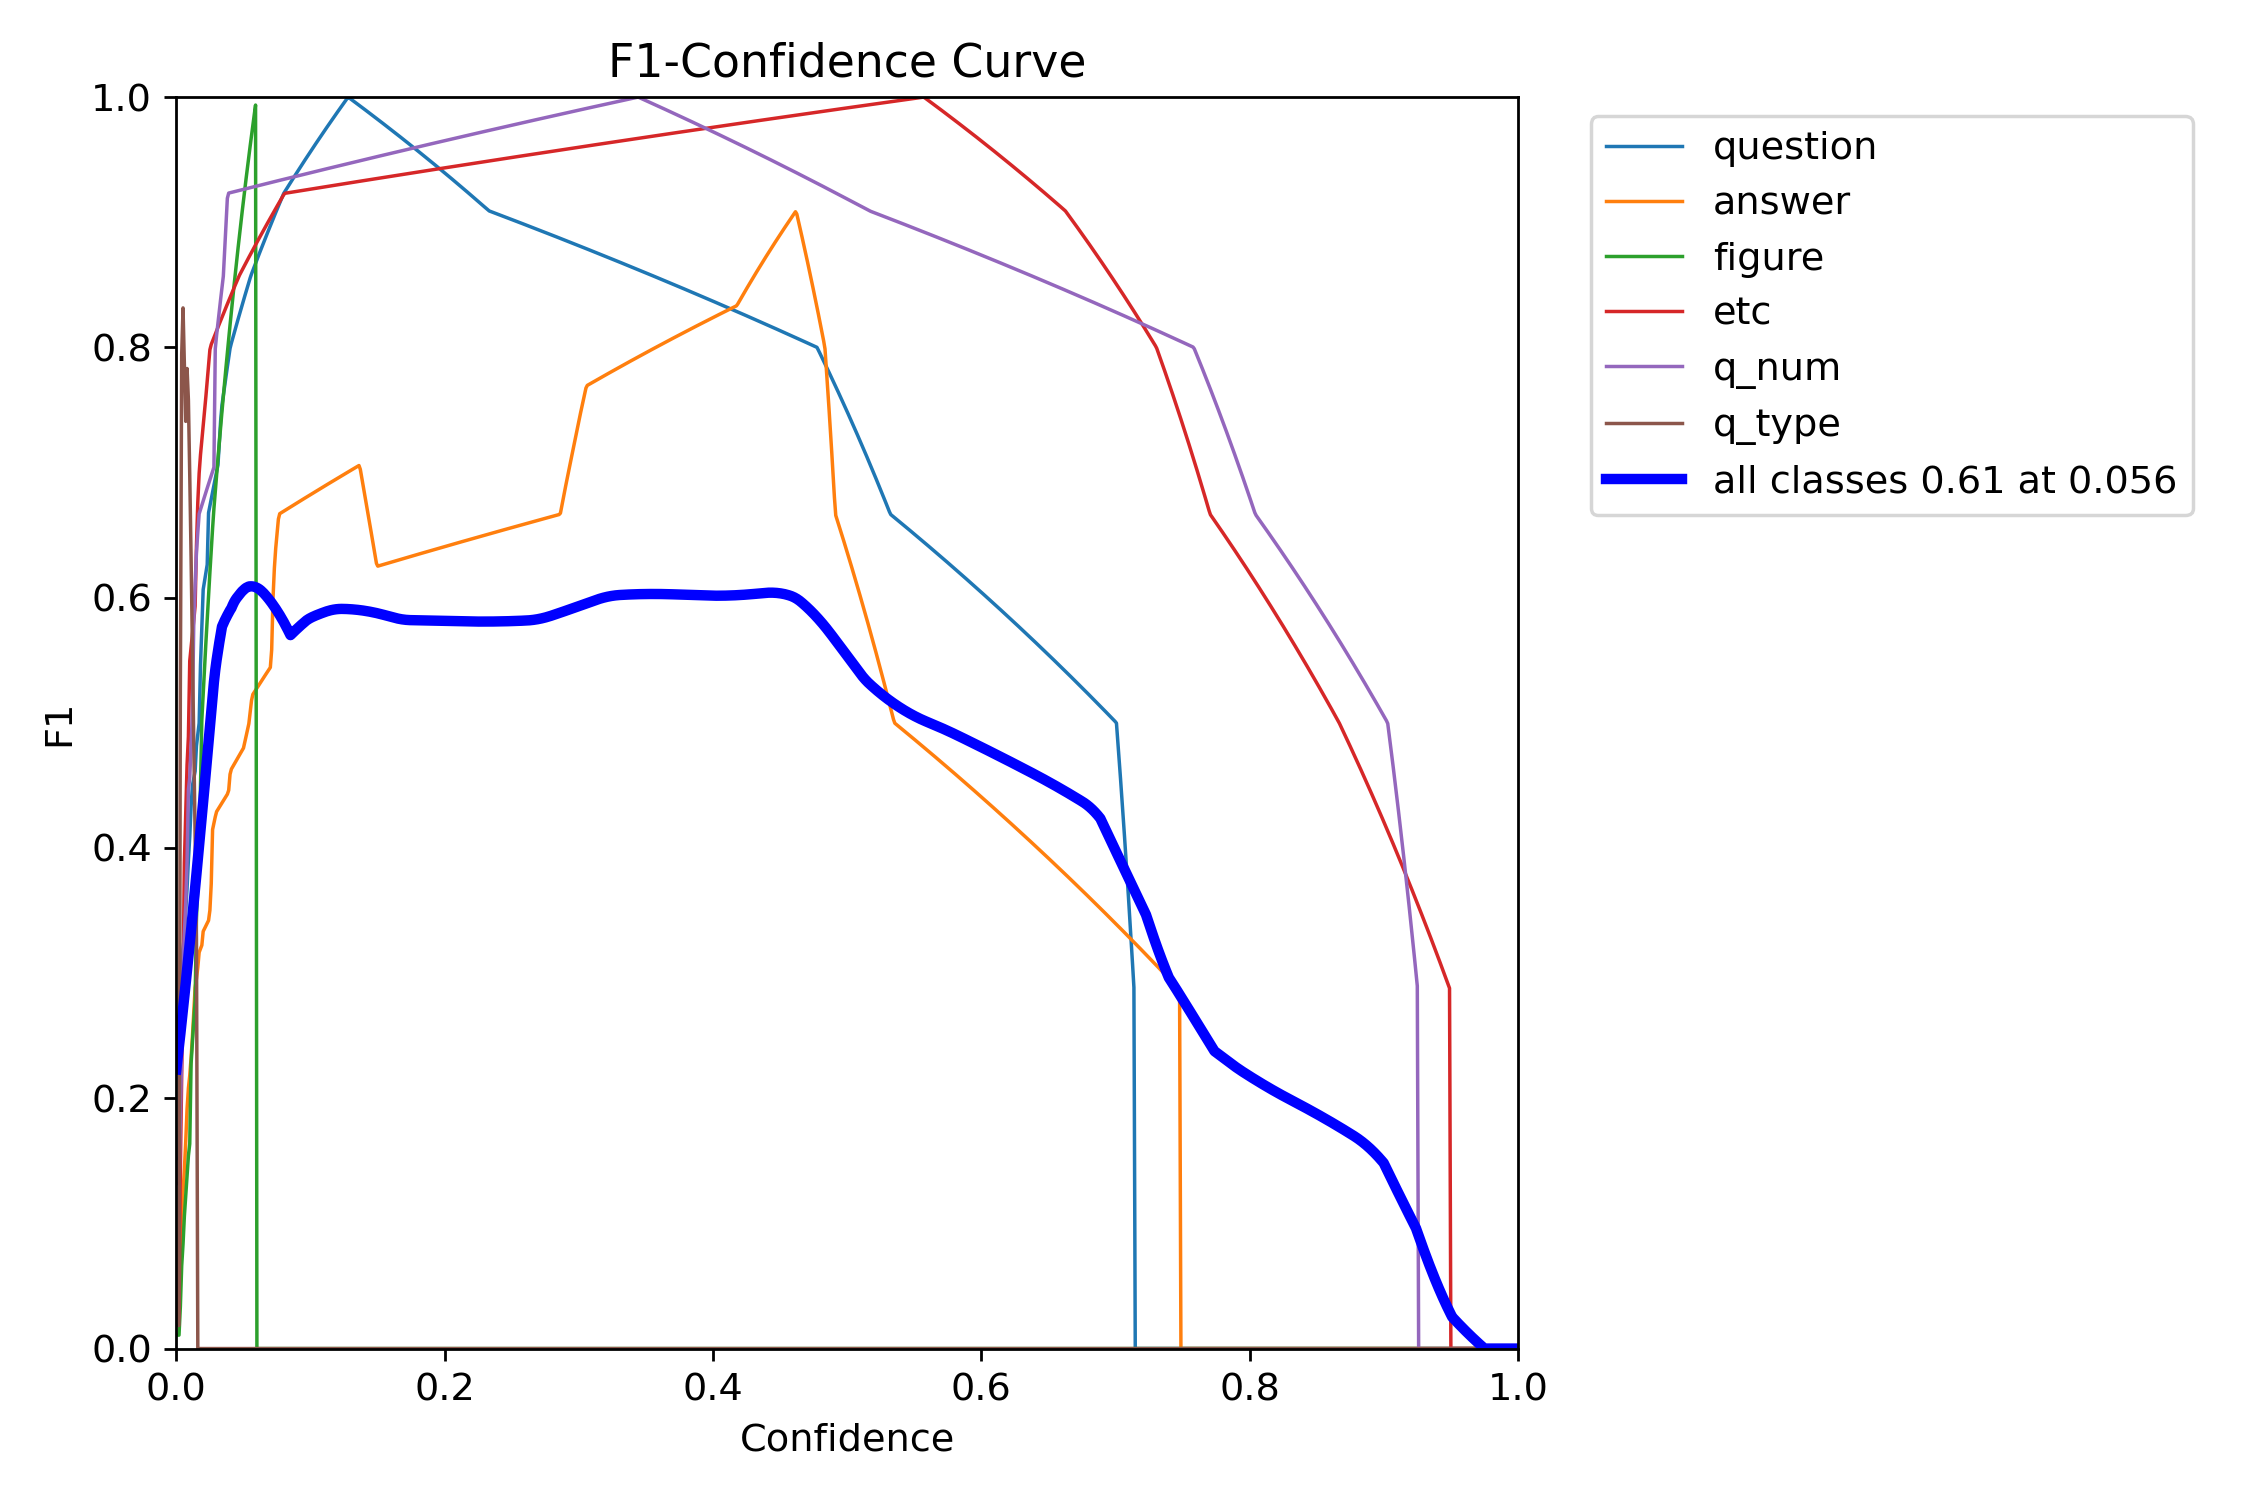 F1-Confidence Curve
1.0
0.8
0.6
0.4
0.2
0.0
F1
0.0 0.2 0.4 0.6 0.8 1.0
Confidence
question
answer
figure
etc
q_num
q_type
all classes 0.61 at 0.056